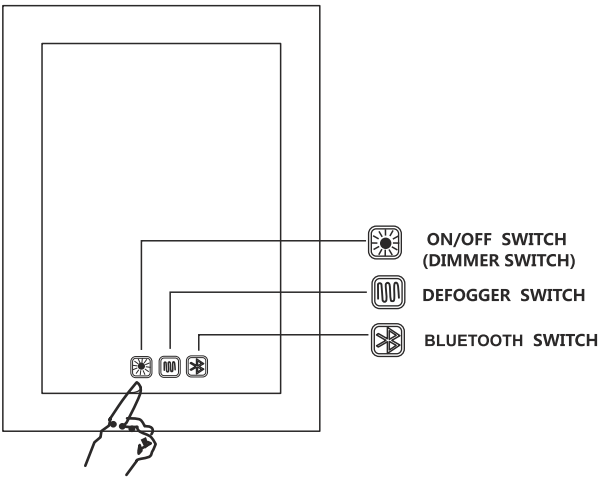 ON/OFF SWITCH
(DIMMER SWITCH)
DEFOGGER SWITCH
BLUETOOTH SWITCH